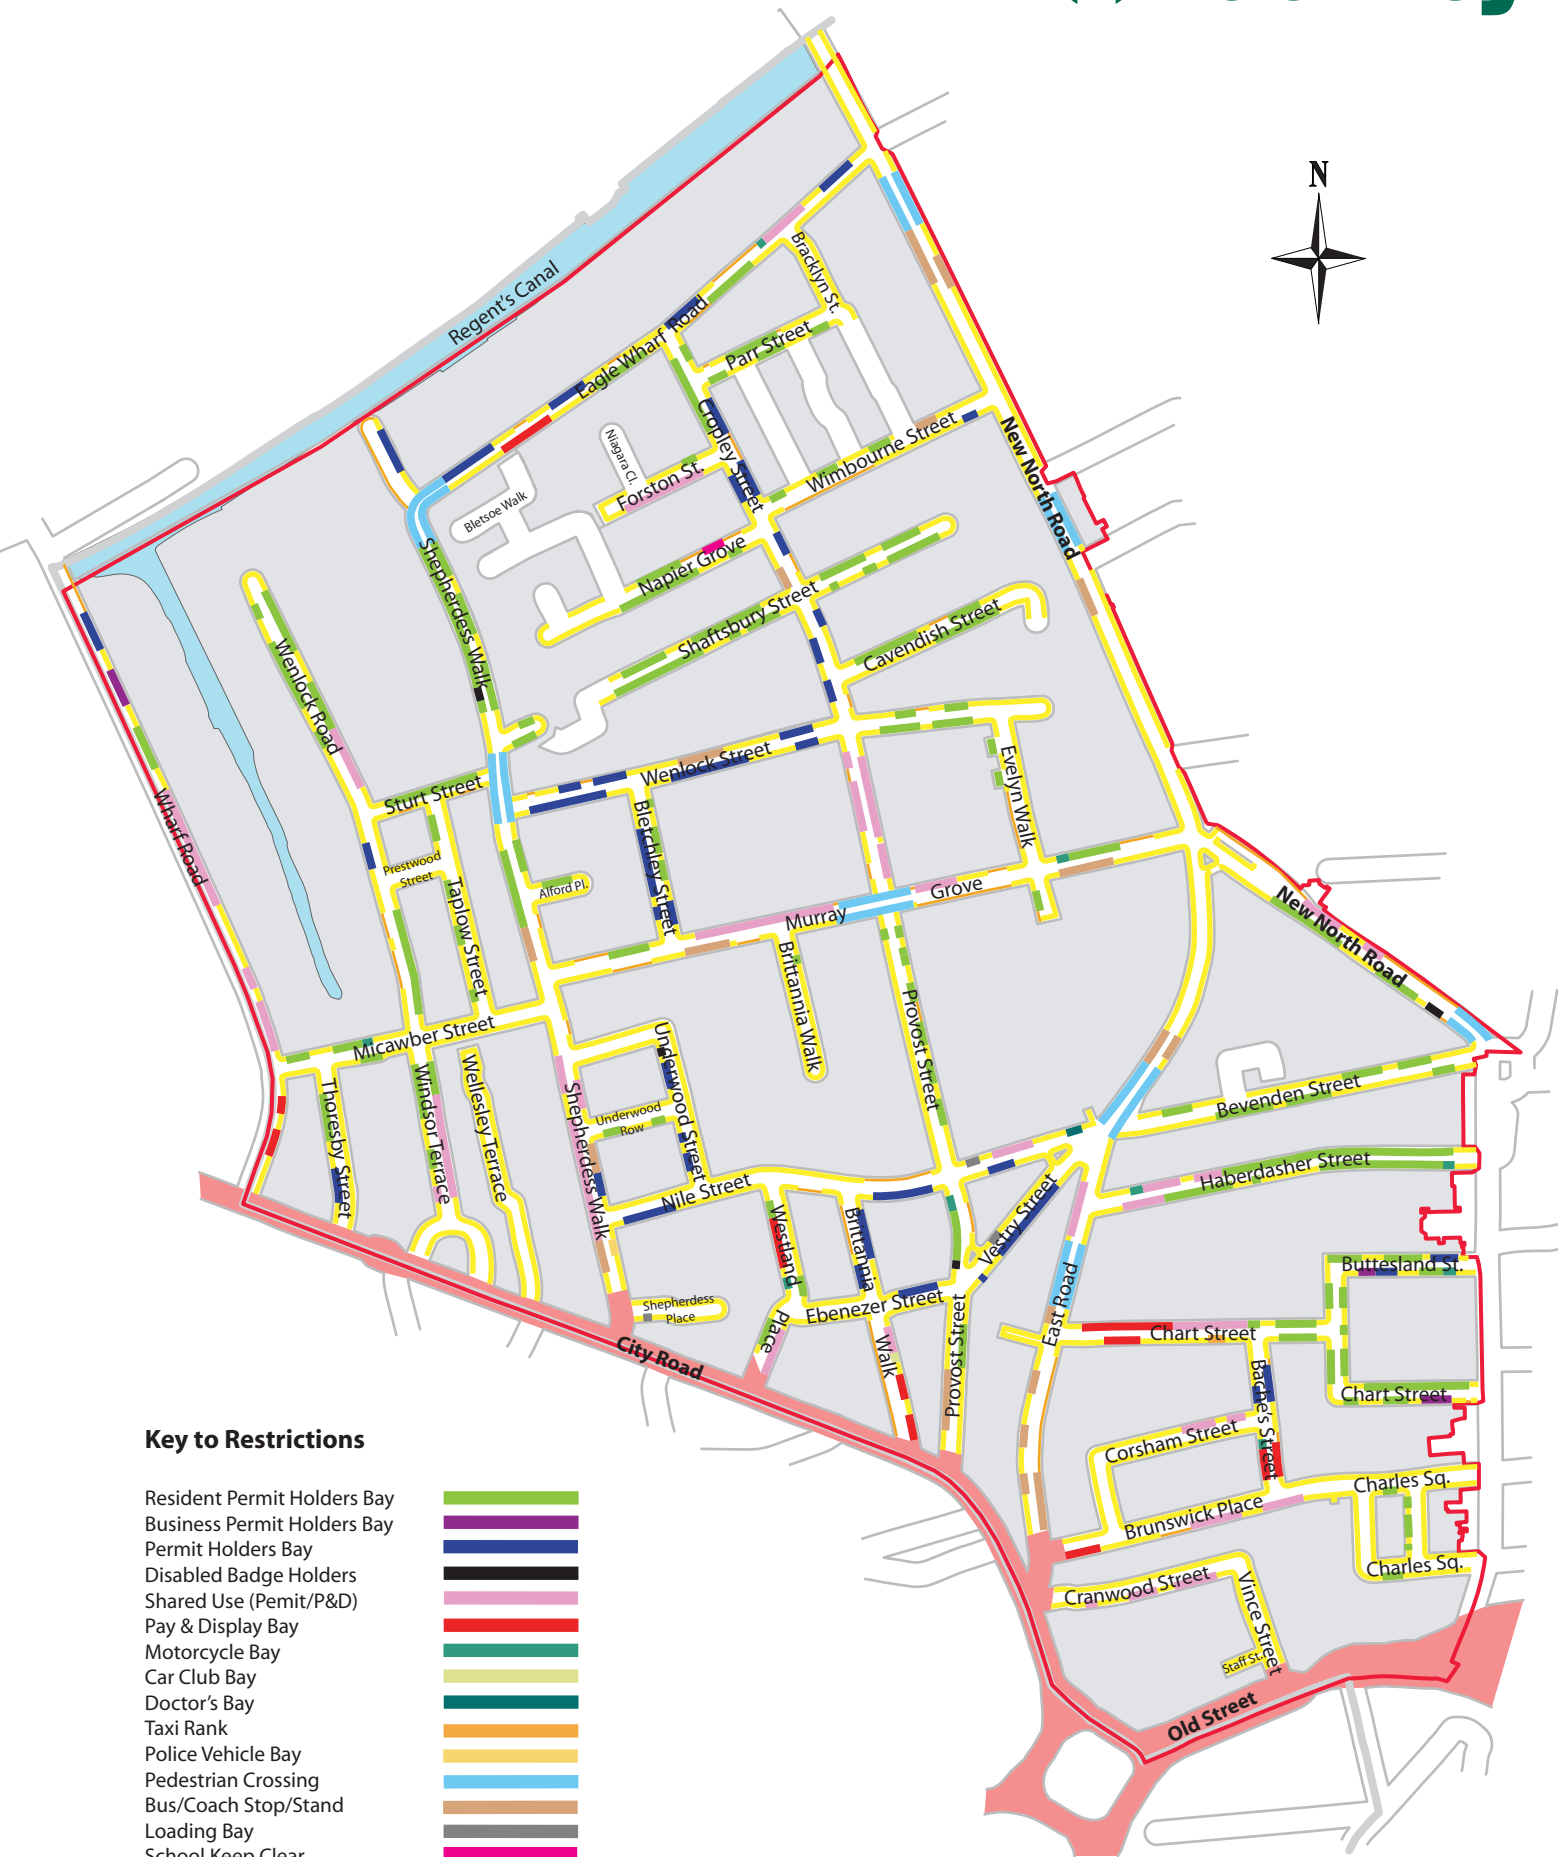 N
Regent's Canal
Eagle Wharf Road
Bracklyn St.
Parr Street
Cropley Street
Niagara Cl.
Forston St.
Wimbourne Street
New North Road
Bletsoe Walk
Napier Grove
Shepherdess Walk
Shaftsbury Street
Cavendish Street
Wenlock Road
Wenlock Street
Evelyn Walk
Sturt Street
Bletchley Street
Wharf Road
Prestwood
Street
Alford Pl.
Taplow Street
Murray
Grove
New North Road
Brittannia Walk
Provost Street
Micawber Street
Underwood Street
Underwood
Row
Thoresby Street
Windsor Terrace
Wellesley Terrace
Shepherdess Walk
Nile Street
Bevenden Street
Haberdasher Street
Westland
Place
Brittannia
Walk
Vestry Street
Ebenezer Street
Shepherdess
Place
Provost Street
East Road
Buttesland St.
Chart Street
Chart Street
Bache's Street
City Road
Corsham Street
Brunswick Place
Charles Sq.
Charles Sq.
Cranwood Street
Vince Street
Staff St.
Old Street
Key to Restrictions
Resident Permit Holders Bay
Business Permit Holders Bay
Permit Holders Bay
Disabled Badge Holders
Shared Use (Pemit/P&D)
Pay & Display Bay
Motorcycle Bay
Car Club Bay
Doctor's Bay
Taxi Rank
Police Vehicle Bay
Pedestrian Crossing
Bus/Coach Stop/Stand
Loading Bay
School Keep Clear